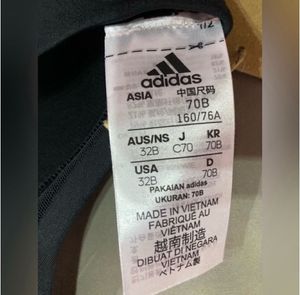 adidas
ASIA 中国尺码
70B
160/76A
AUS/NS J KR
32B C70 70B
USA D
32B 70B
PAKAIAN adidas
UKURAN: 70B
MADE IN VIETNAM
FABRIQUÉ AU
VIETNAM
越南制造
DIBUAT DI NEGARA
VIETNAM
ベトナム製